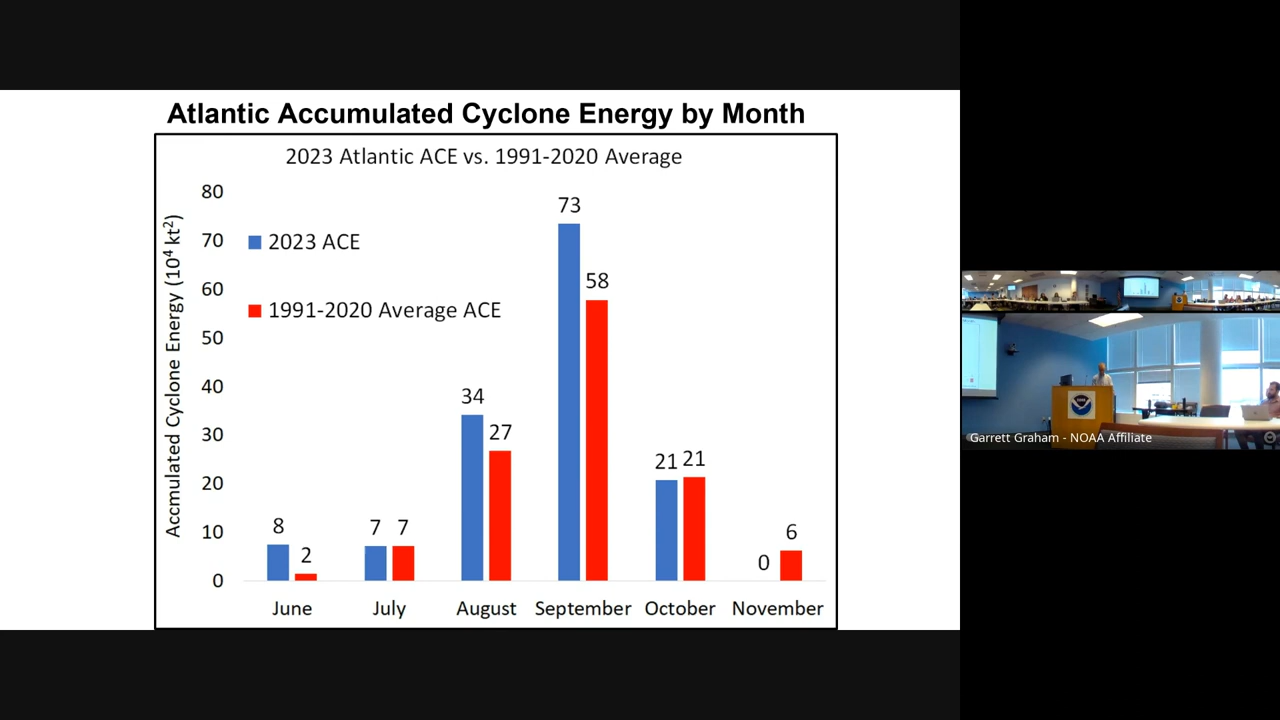 Atlantic Accumulated Cyclone Energy by Month
2023 Atlantic ACE vs. 1991-2020 Average
Accmulated Cyclone Energy (10⁴ kt²)
80
70
60
50
40
30
20
10
0
2023 ACE
1991-2020 Average ACE
8
2
7
7
34
27
73
58
21
21
0
6
June
July
August
September
October
November
Garrett Graham - NOAA Affiliate